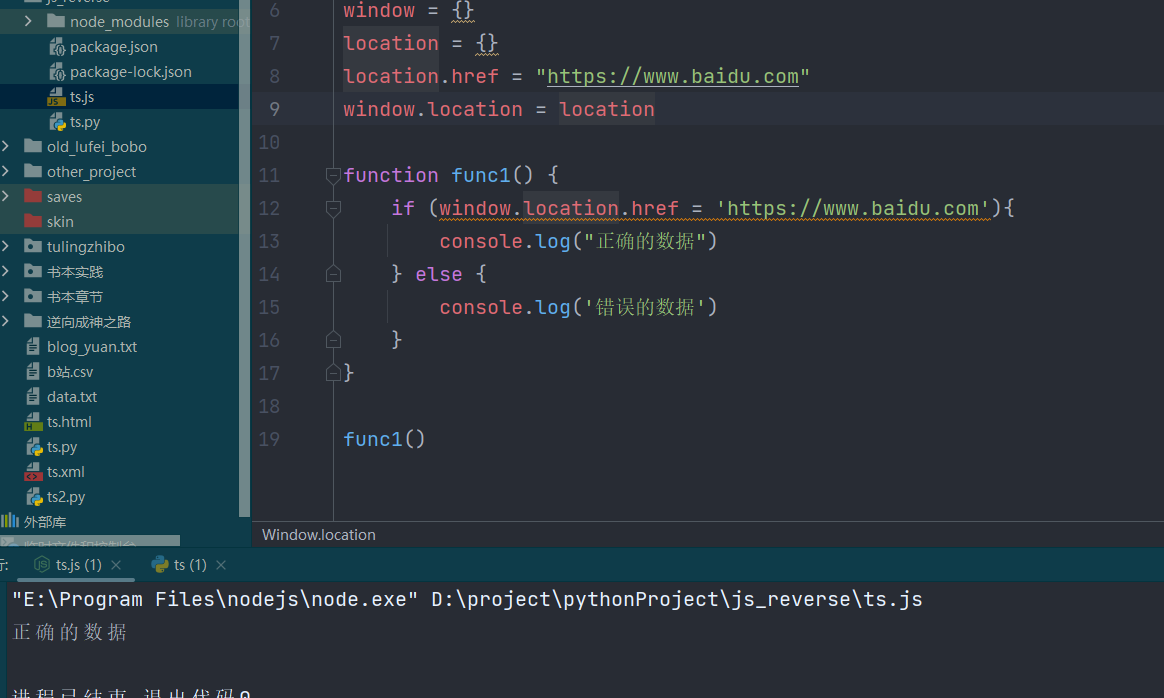 js_reverse
node_modules library root
package.json
package-lock.json
ts.js
ts.py
old_lufei_bobo
other_project
saves
skin
tulingzhibo
书本实践
书本章节
逆向成神之路
blog_yuan.txt
b站.csv
data.txt
ts.html
ts.py
ts.xml
ts2.py
外部库
6 window = {}
7 location = {}
8 location.href = "https://www.baidu.com"
9 window.location = location
10
11 function func1() {
12 if (window.location.href = 'https://www.baidu.com'){
13 console.log("正确的数据")
14 } else {
15 console.log('错误的数据')
16 }
17 }
18
19 func1()
Window.location
ts.js (1) × ts (1) ×
"E:\Program Files\nodejs\node.exe" D:\project\pythonProject\js_reverse\ts.js
正确的数据
进程已结束,退出代码0